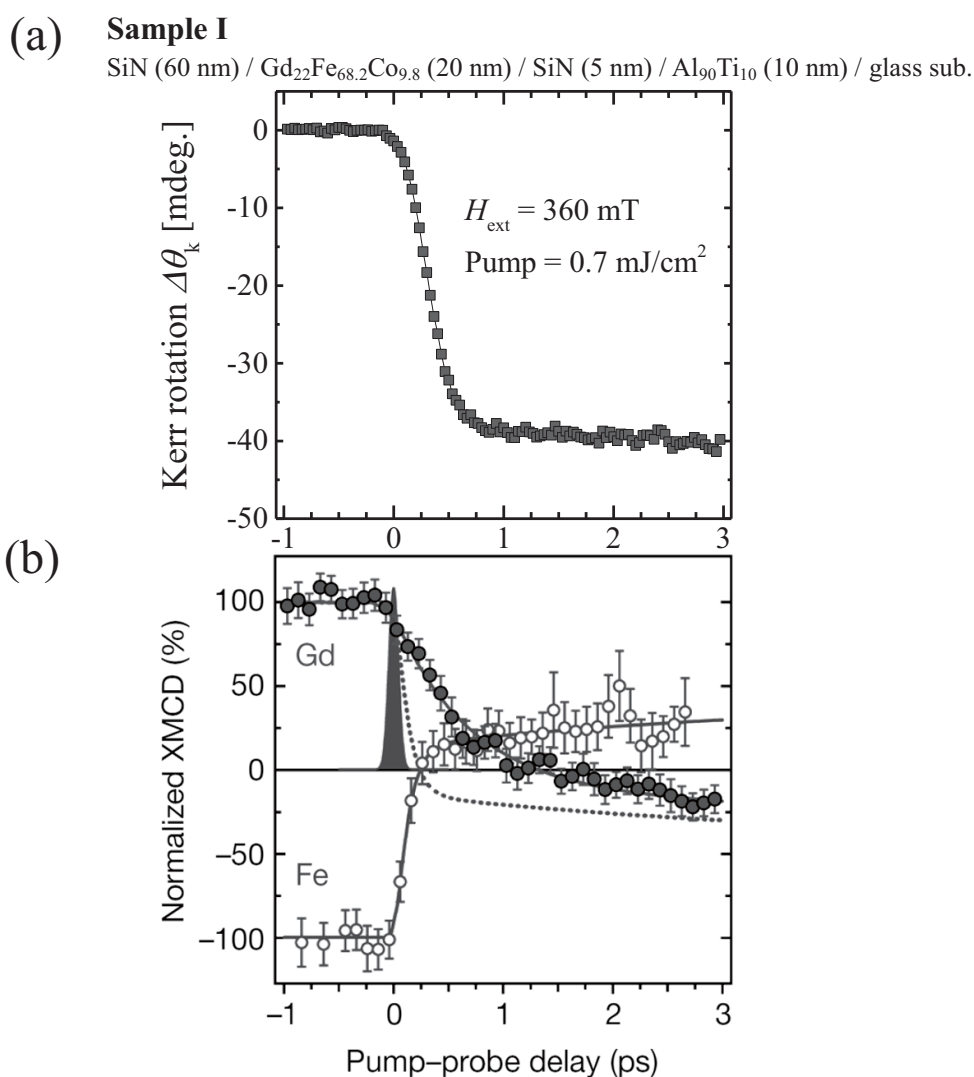 (a)
Sample I
SiN (60 nm) / Gd₂₂Fe₆₈.₂Co₉.₈ (20 nm) / SiN (5 nm) / Al₉₀Ti₁₀ (10 nm) / glass sub.
Kerr rotation Δθₖ [mdeg.]
0
-10
-20
-30
-40
-50
H_ext = 360 mT
Pump = 0.7 mJ/cm²
-1 0 1 2 3
(b)
Normalized XMCD (%)
100
50
0
−50
−100
Gd
Fe
−1 0 1 2 3
Pump–probe delay (ps)